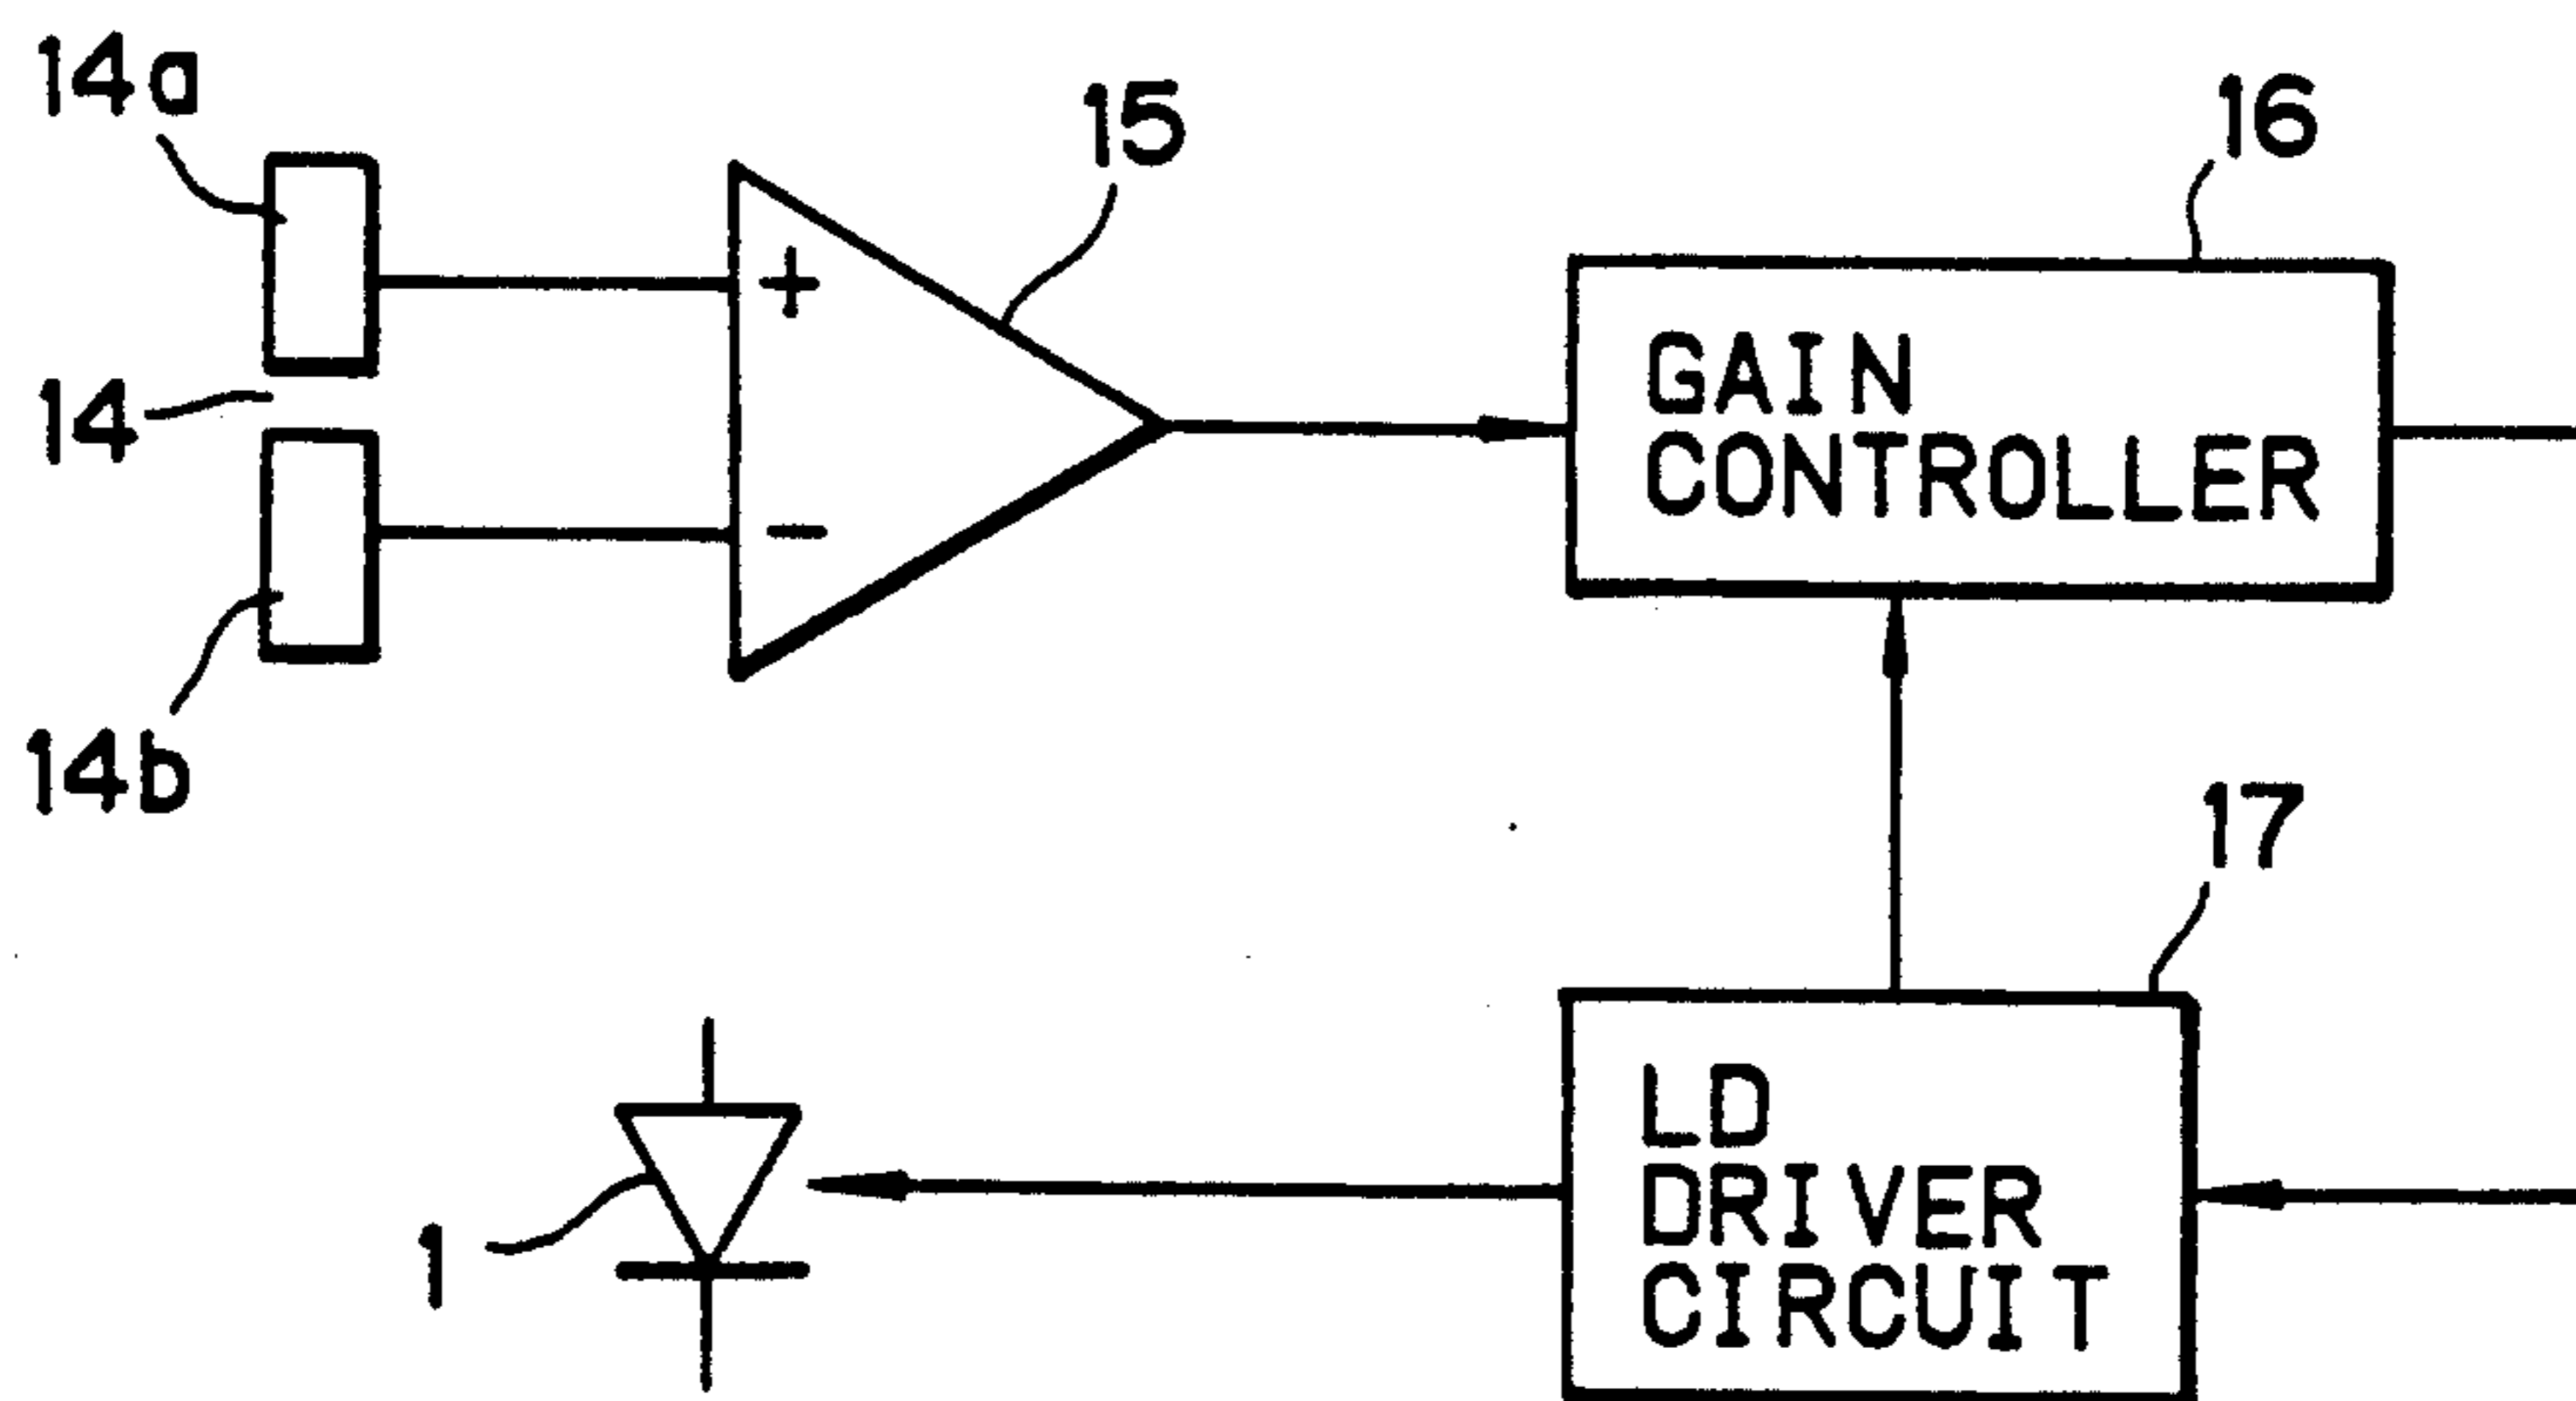 14a
15
16
+
GAIN
CONTROLLER
14
-
14b
17
LD
DRIVER
CIRCUIT
1